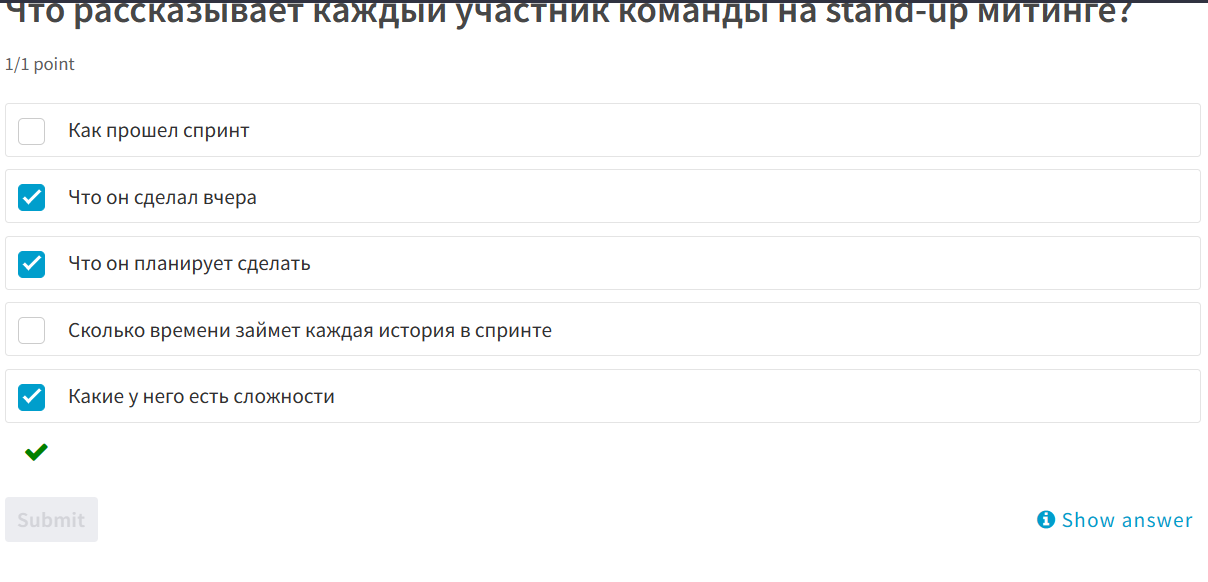 Что рассказывает каждый участник команды на stand-up митинге?
1/1 point
Как прошел спринт
Что он сделал вчера
Что он планирует сделать
Сколько времени займет каждая история в спринте
Какие у него есть сложности
Submit
Show answer